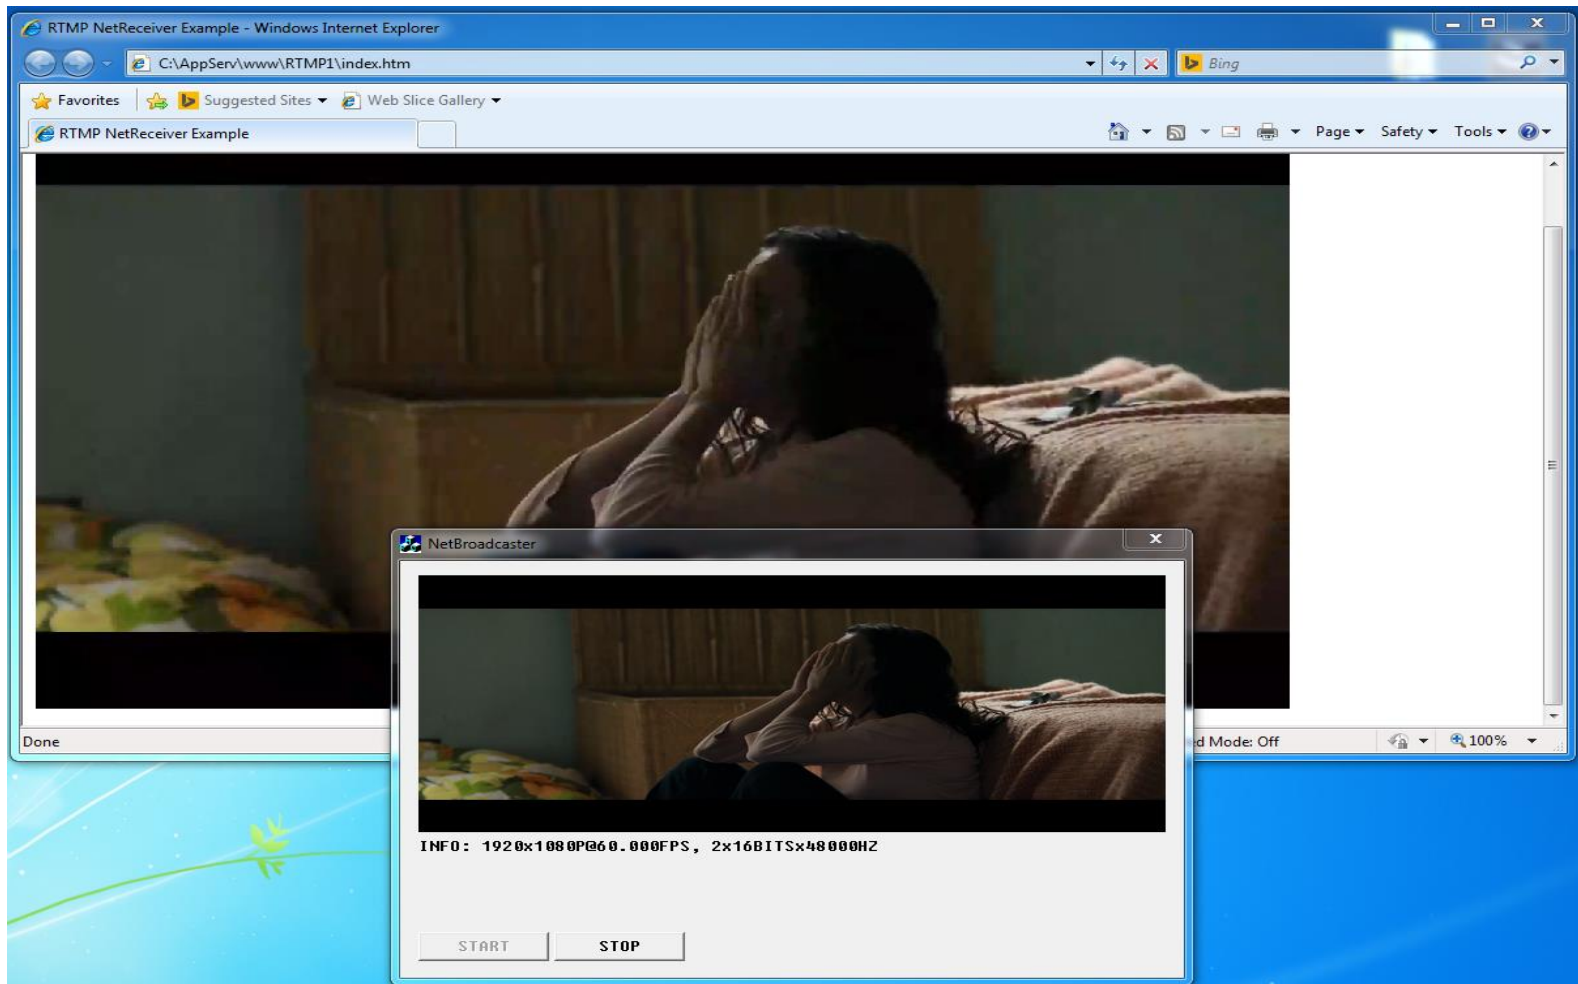 RTMP NetReceiver Example - Windows Internet Explorer
C:\AppServ\www\RTMP1\index.htm
Bing
Favorites Suggested Sites Web Slice Gallery
RTMP NetReceiver Example
Page Safety Tools
NetBroadcaster
INFO: 1920x1080P@60.000FPS, 2x16BITSx48000HZ
START STOP
Done
d Mode: Off
100%